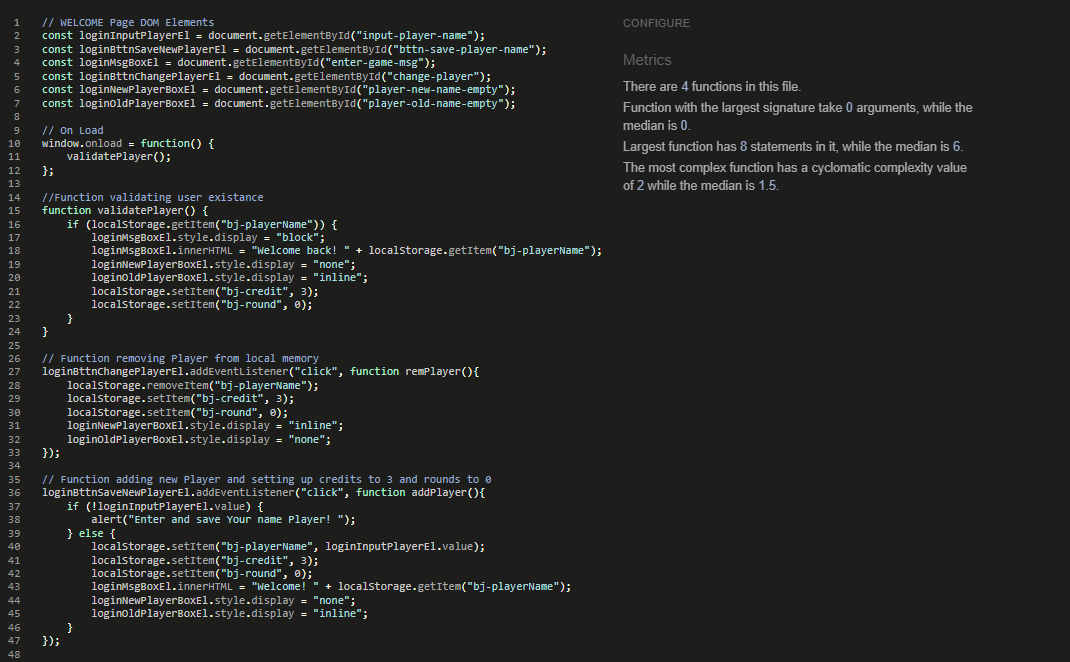 1 // WELCOME Page DOM Elements
2 const loginInputPlayerEl = document.getElementById("input-player-name");
3 const loginBttnSaveNewPlayerEl = document.getElementById("bttn-save-player-name");
4 const loginMsgBoxEl = document.getElementById("enter-game-msg");
5 const loginBttnChangePlayerEl = document.getElementById("change-player");
6 const loginNewPlayerBoxEl = document.getElementById("player-new-name-empty");
7 const loginOldPlayerBoxEl = document.getElementById("player-old-name-empty");
8
9 // On Load
10 window.onload = function() {
11     validatePlayer();
12 };
13
14 //Function validating user existance
15 function validatePlayer() {
16     if (localStorage.getItem("bj-playerName")) {
17         loginMsgBoxEl.style.display = "block";
18         loginMsgBoxEl.innerHTML = "Welcome back! " + localStorage.getItem("bj-playerName");
19         loginNewPlayerBoxEl.style.display = "none";
20         loginOldPlayerBoxEl.style.display = "inline";
21         localStorage.setItem("bj-credit", 3);
22         localStorage.setItem("bj-round", 0);
23     }
24 }
25
26 // Function removing Player from local memory
27 loginBttnChangePlayerEl.addEventListener("click", function remPlayer(){
28     localStorage.removeItem("bj-playerName");
29     localStorage.setItem("bj-credit", 3);
30     localStorage.setItem("bj-round", 0);
31     loginNewPlayerBoxEl.style.display = "inline";
32     loginOldPlayerBoxEl.style.display = "none";
33 });
34
35 // Function adding new Player and setting up credits to 3 and rounds to 0
36 loginBttnSaveNewPlayerEl.addEventListener("click", function addPlayer(){
37     if (!loginInputPlayerEl.value) {
38         alert("Enter and save Your name Player! ");
39     } else {
40         localStorage.setItem("bj-playerName", loginInputPlayerEl.value);
41         localStorage.setItem("bj-credit", 3);
42         localStorage.setItem("bj-round", 0);
43         loginMsgBoxEl.innerHTML = "Welcome! " + localStorage.getItem("bj-playerName");
44         loginNewPlayerBoxEl.style.display = "none";
45         loginOldPlayerBoxEl.style.display = "inline";
46     }
47 });
48
CONFIGURE
Metrics
There are 4 functions in this file.
Function with the largest signature take 0 arguments, while the
median is 0.
Largest function has 8 statements in it, while the median is 6.
The most complex function has a cyclomatic complexity value
of 2 while the median is 1.5.